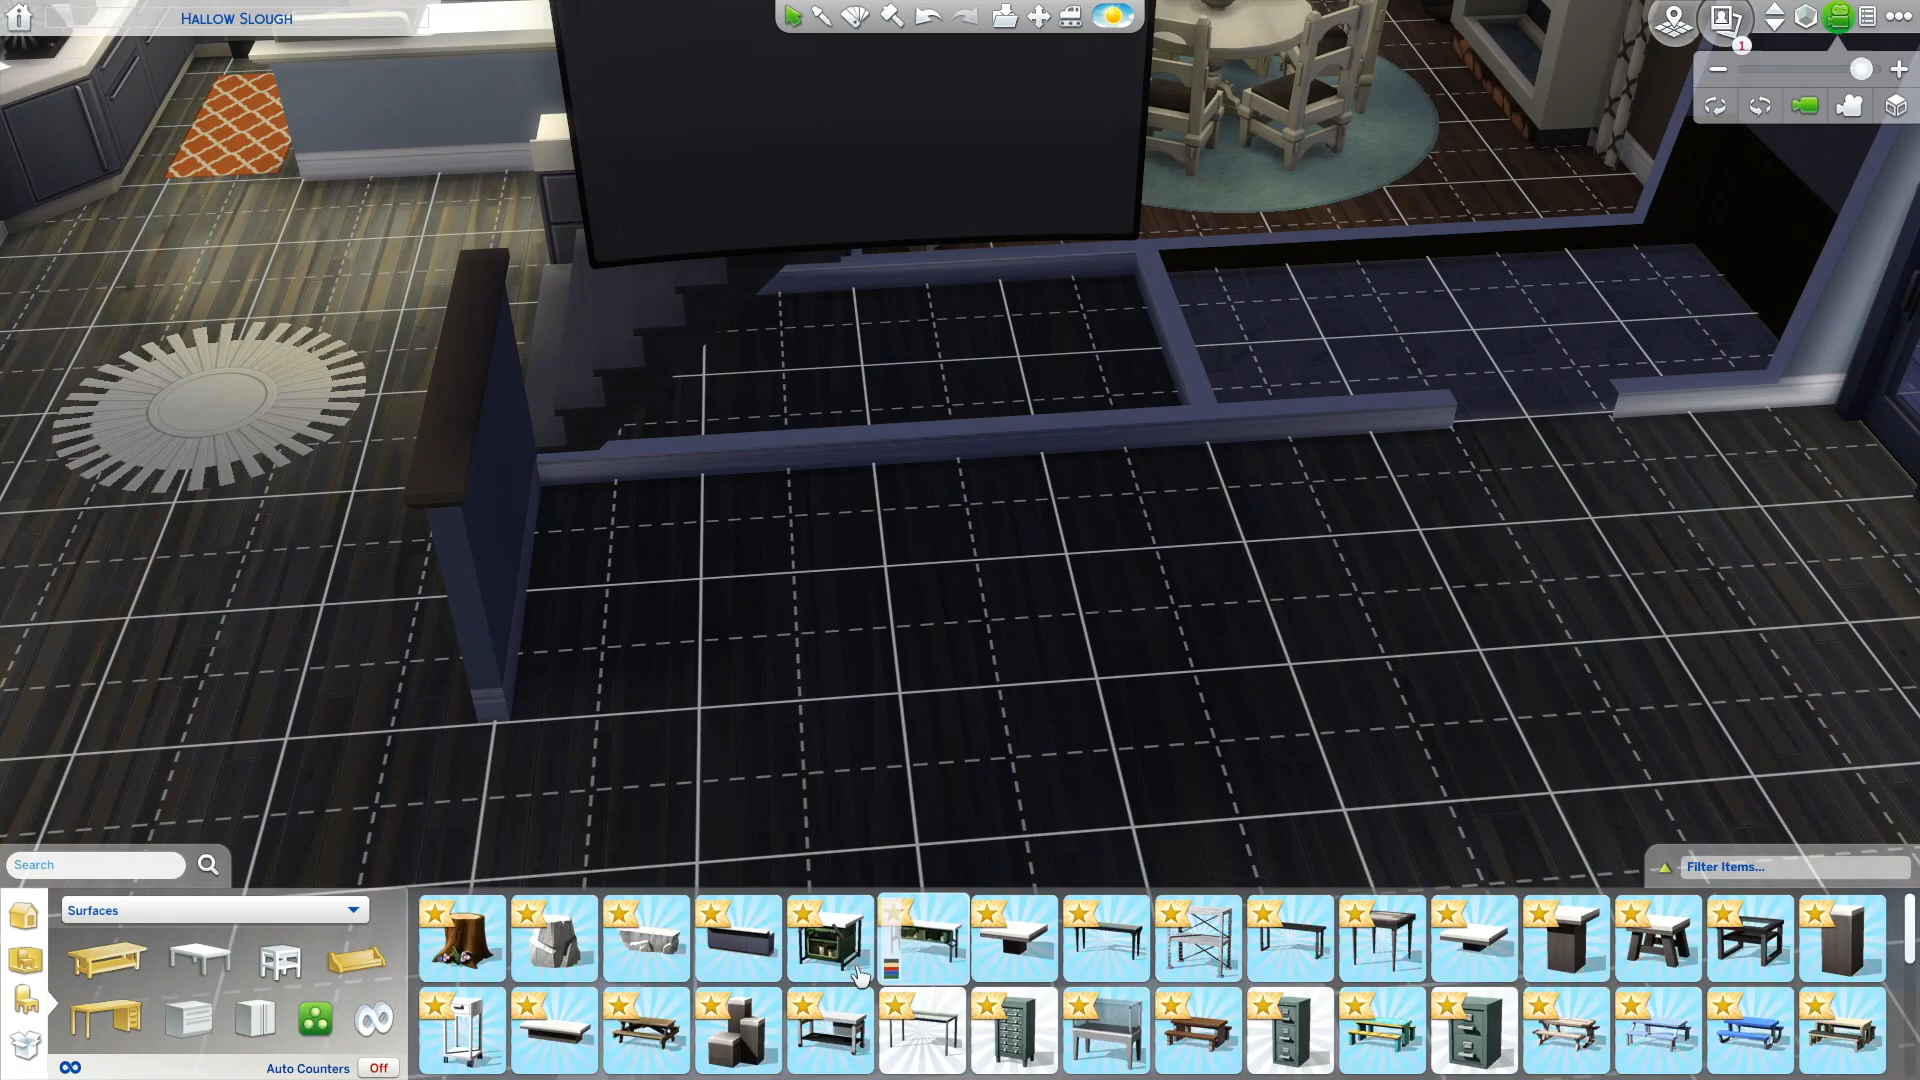 HALLOW SLOUGH
1
Search
Filter Items...
Surfaces
Auto Counters
Off